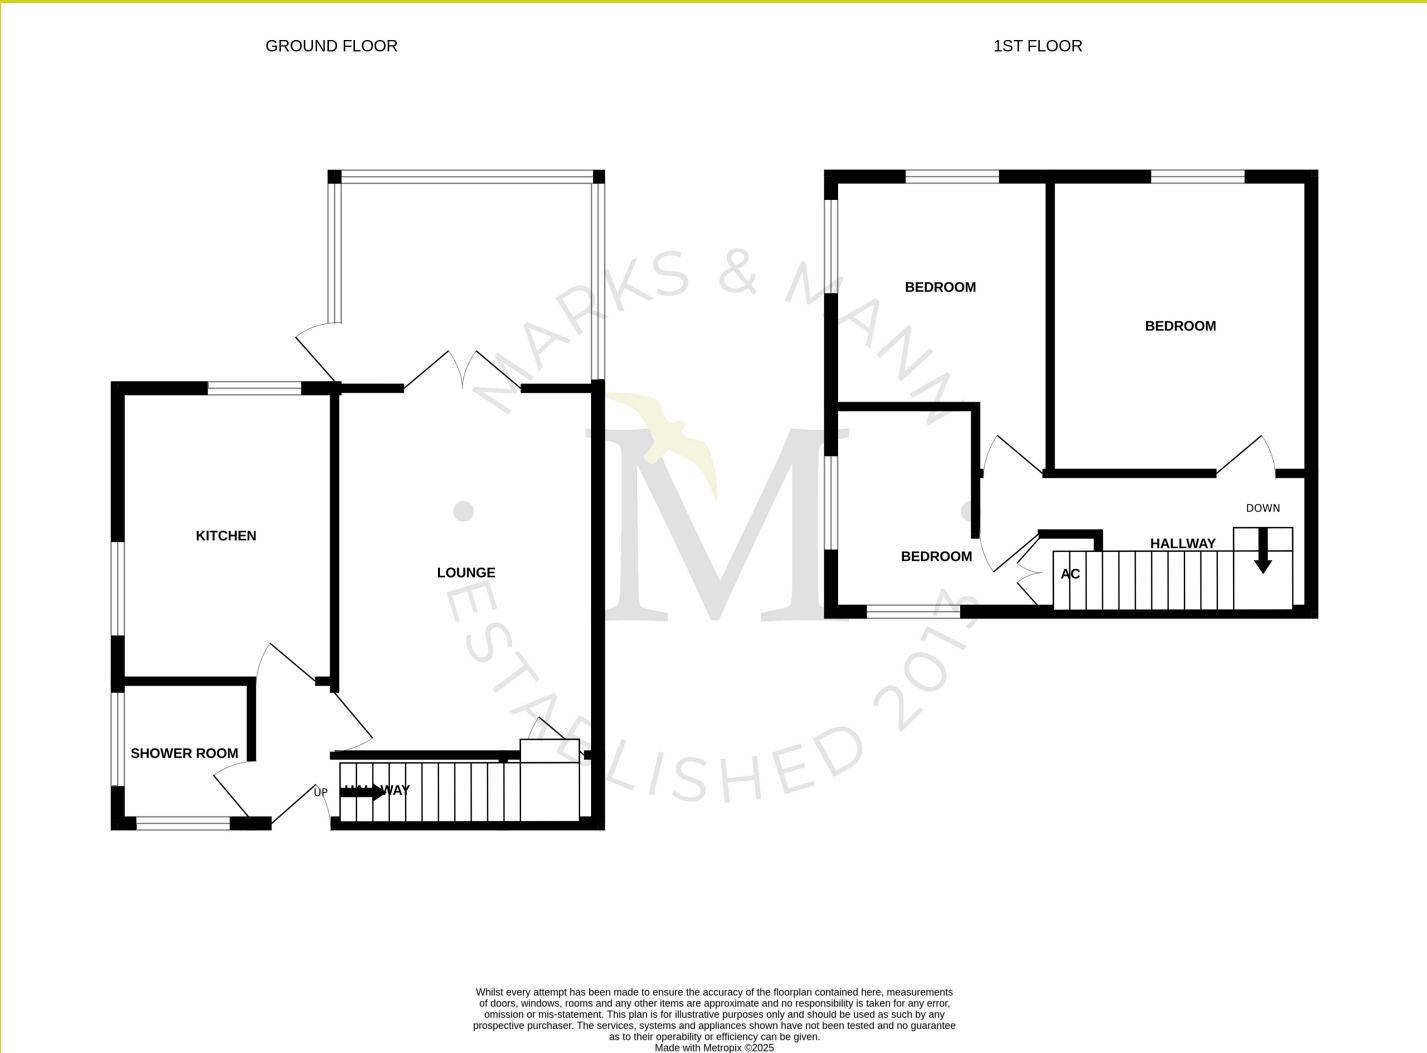 GROUND FLOOR
1ST FLOOR
MARKS & MANN
ESTABLISHED 2013
M
KITCHEN
LOUNGE
SHOWER ROOM
UP
HALLWAY
BEDROOM
BEDROOM
BEDROOM
DOWN
HALLWAY
AC
Whilst every attempt has been made to ensure the accuracy of the floorplan contained here, measurements
of doors, windows, rooms and any other items are approximate and no responsibility is taken for any error,
omission or mis-statement. This plan is for illustrative purposes only and should be used as such by any
prospective purchaser. The services, systems and appliances shown have not been tested and no guarantee
as to their operability or efficiency can be given.
Made with Metropix ©2025